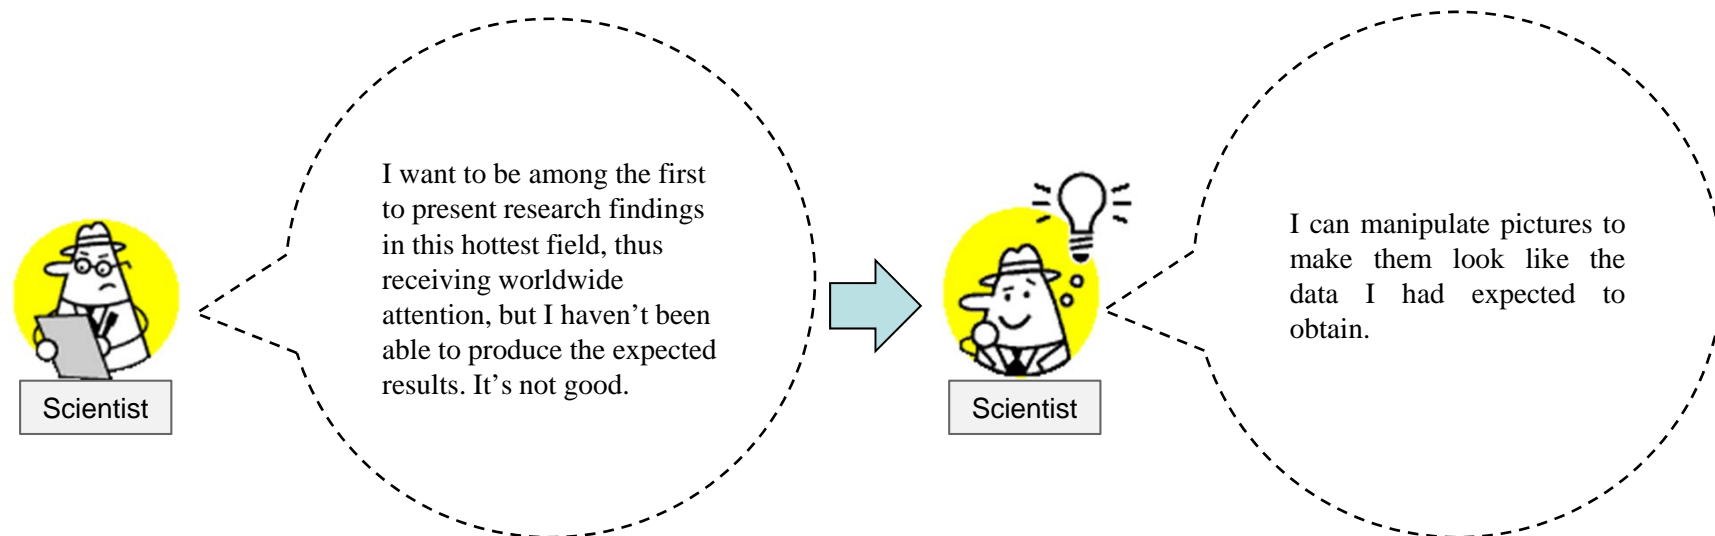 I want to be among the first
to present research findings
in this hottest field, thus
receiving worldwide
attention, but I haven’t been
able to produce the expected
results. It’s not good.
Scientist
I can manipulate pictures to
make them look like the
data I had expected to
obtain.
Scientist